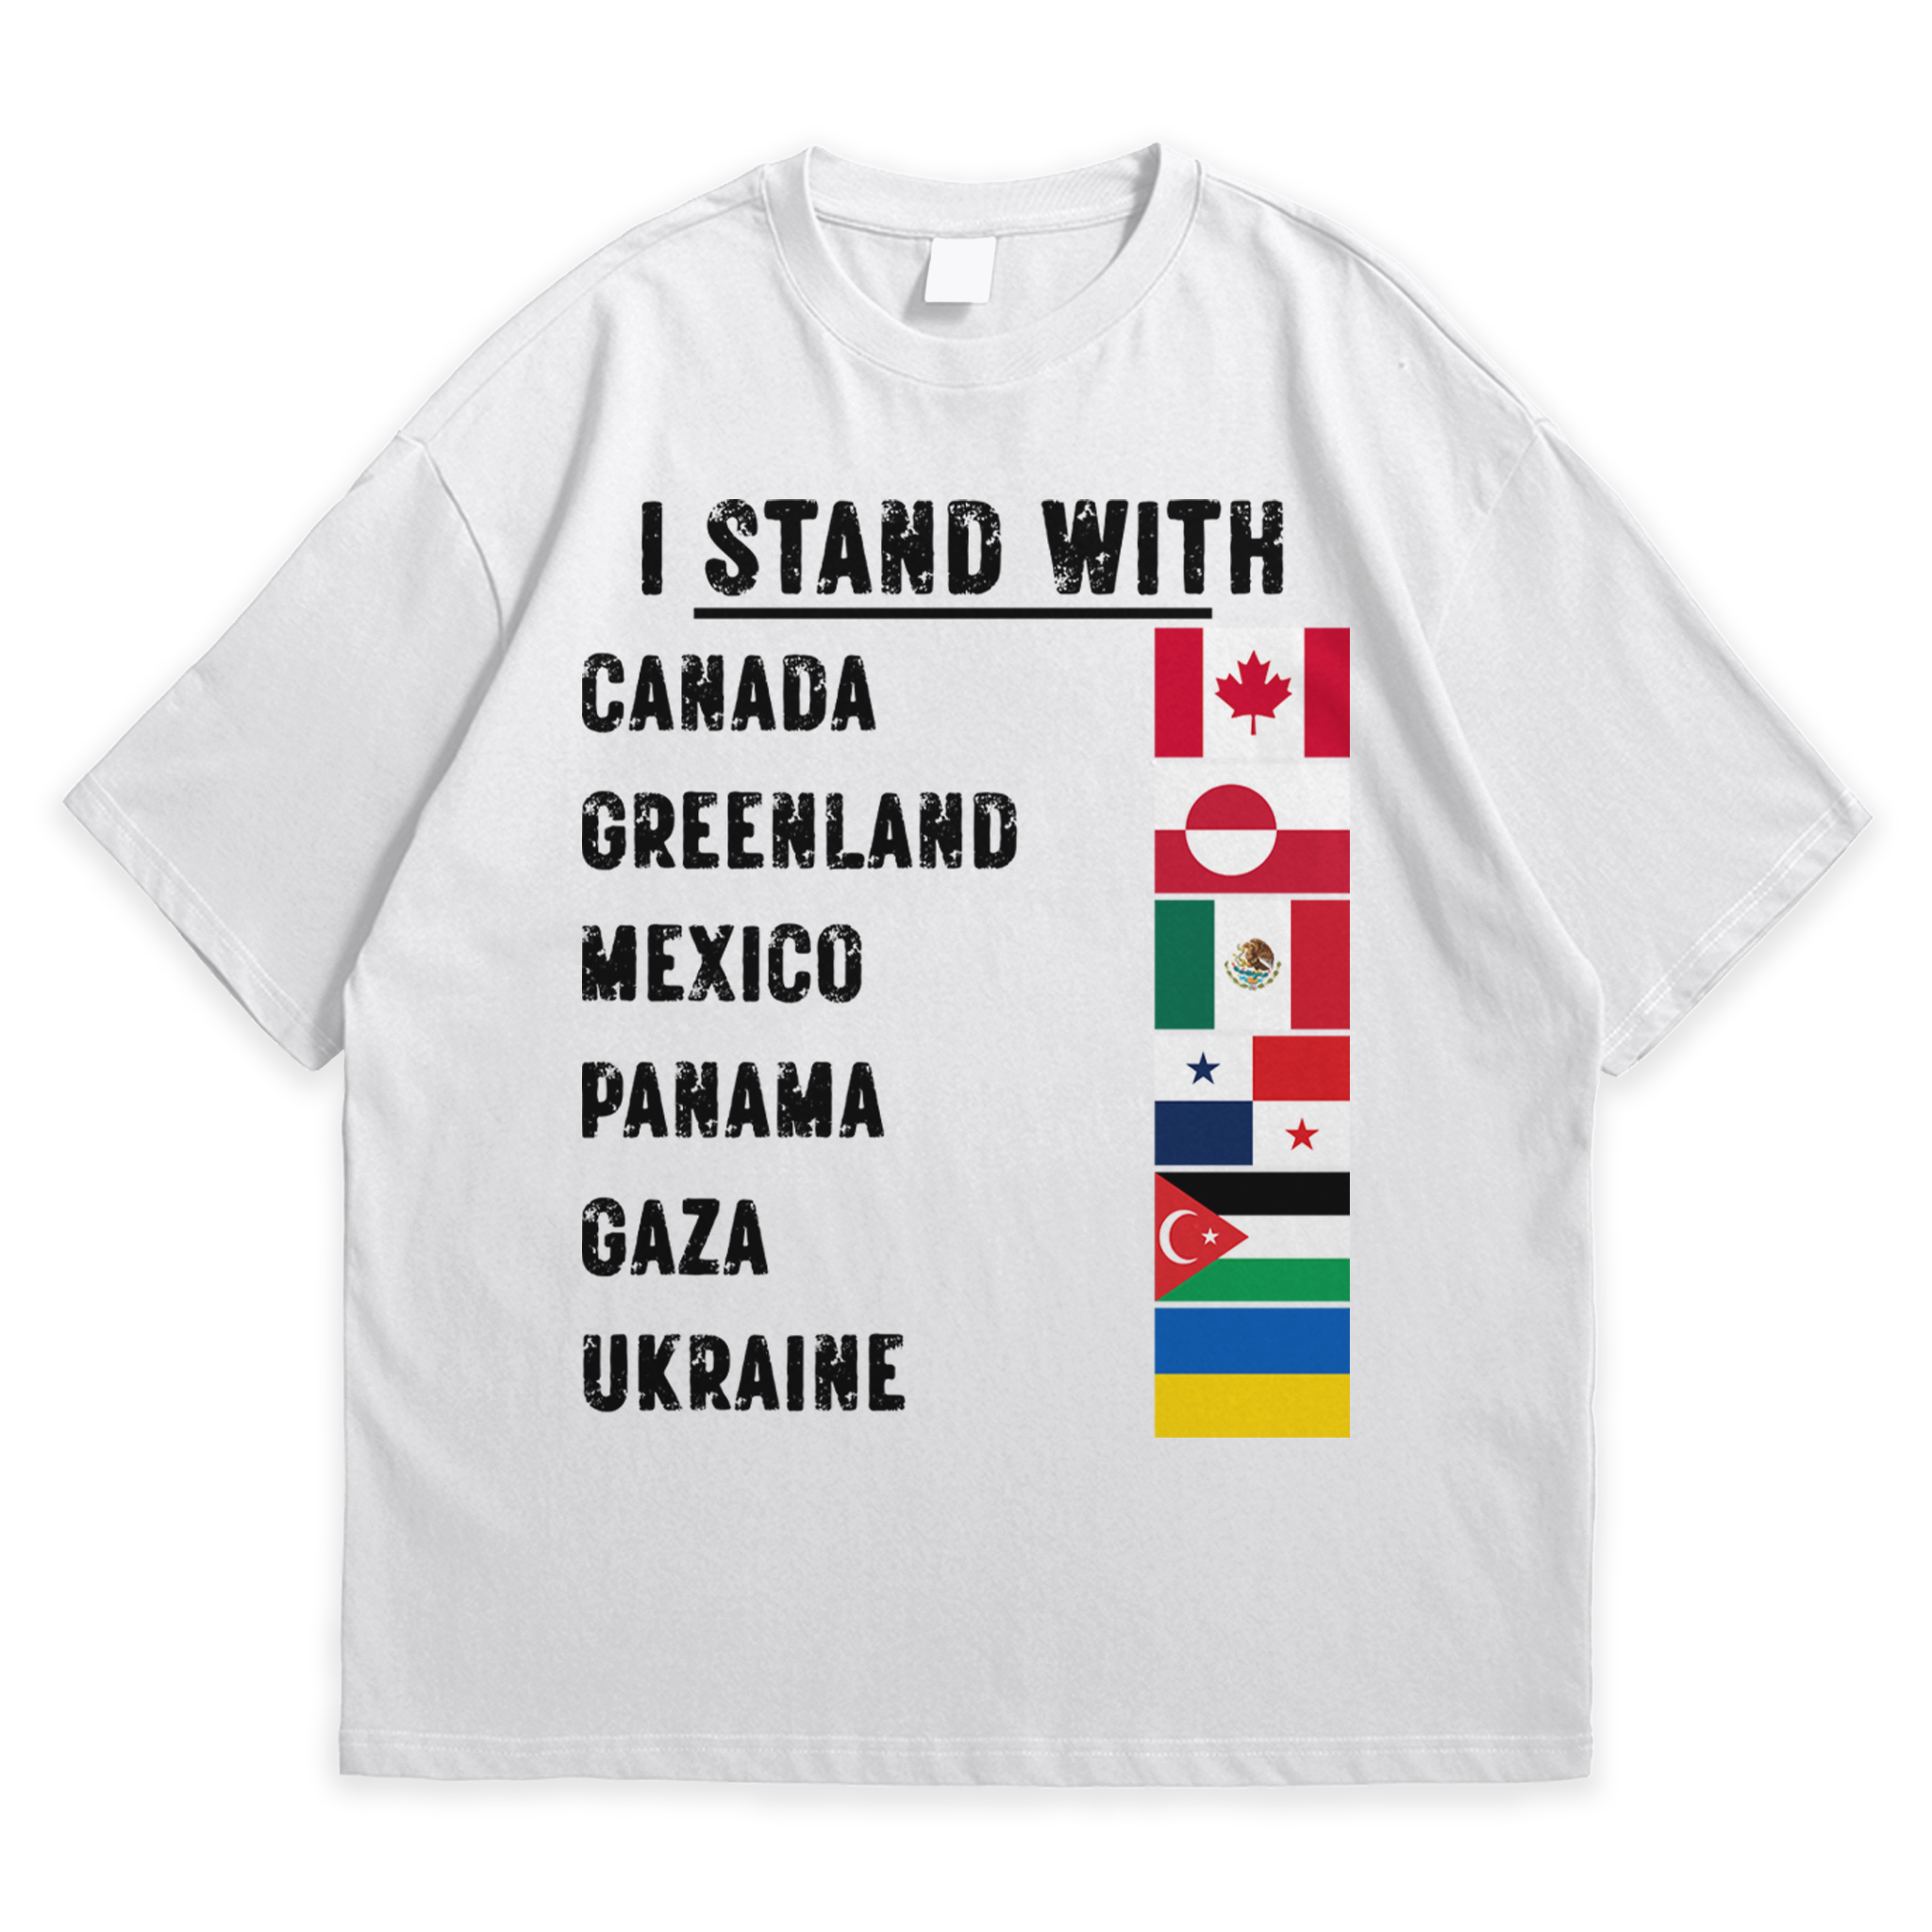 I STAND WITH
CANADA
GREENLAND
MEXICO
PANAMA
GAZA
UKRAINE